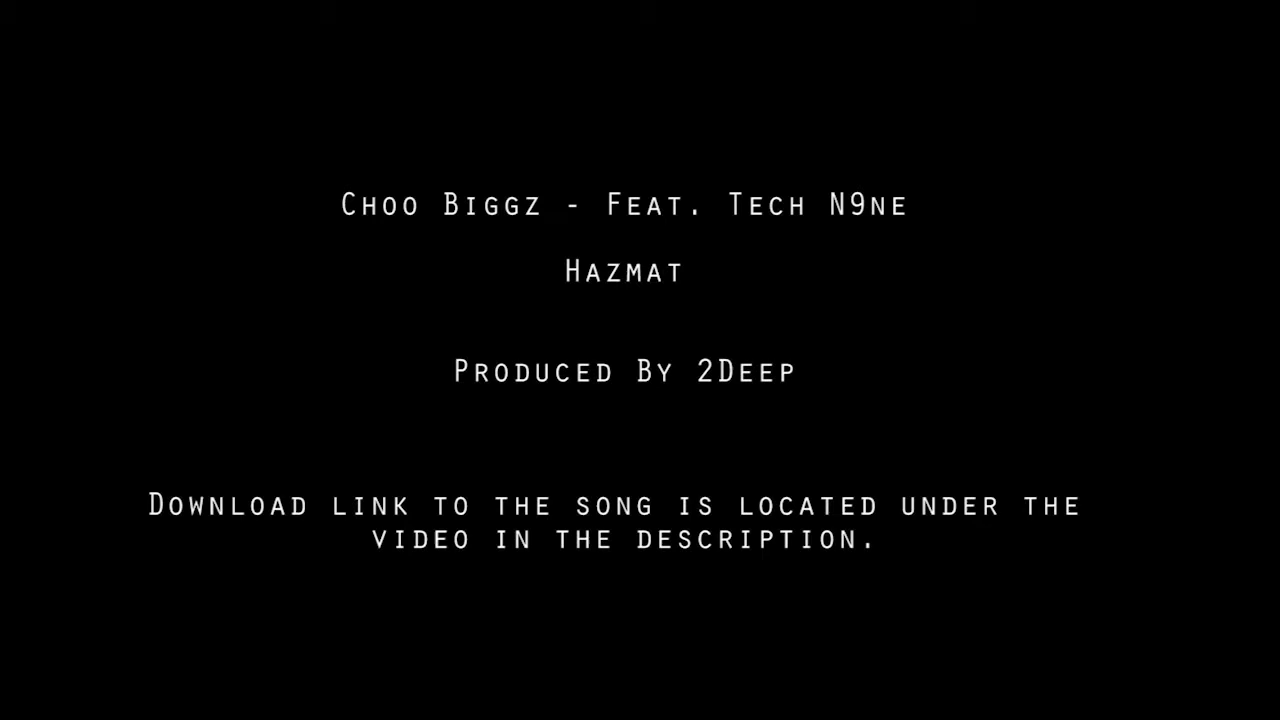 Choo Biggz - Feat. Tech N9ne
Hazmat
Produced By 2Deep
Download link to the song is located under the
video in the description.